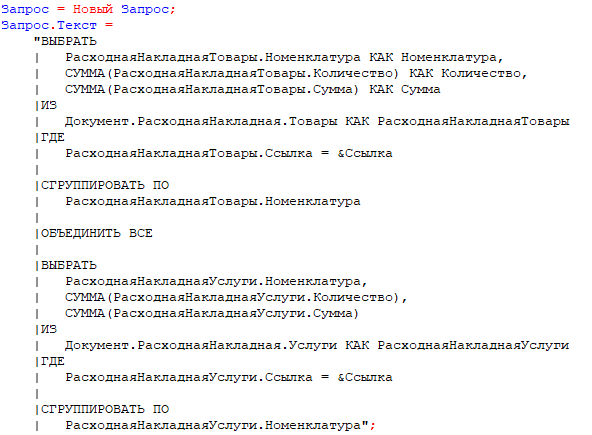 Запрос = Новый Запрос;
Запрос.Текст =
"ВЫБРАТЬ
| РасходнаяНакладнаяТовары.Номенклатура КАК Номенклатура,
| СУММА(РасходнаяНакладнаяТовары.Количество) КАК Количество,
| СУММА(РасходнаяНакладнаяТовары.Сумма) КАК Сумма
|ИЗ
| Документ.РасходнаяНакладная.Товары КАК РасходнаяНакладнаяТовары
|ГДЕ
| РасходнаяНакладнаяТовары.Ссылка = &Ссылка
|
|СГРУППИРОВАТЬ ПО
| РасходнаяНакладнаяТовары.Номенклатура
|
|ОБЪЕДИНИТЬ ВСЕ
|
|ВЫБРАТЬ
| РасходнаяНакладнаяУслуги.Номенклатура,
| СУММА(РасходнаяНакладнаяУслуги.Количество),
| СУММА(РасходнаяНакладнаяУслуги.Сумма)
|ИЗ
| Документ.РасходнаяНакладная.Услуги КАК РасходнаяНакладнаяУслуги
|ГДЕ
| РасходнаяНакладнаяУслуги.Ссылка = &Ссылка
|
|СГРУППИРОВАТЬ ПО
| РасходнаяНакладнаяУслуги.Номенклатура";